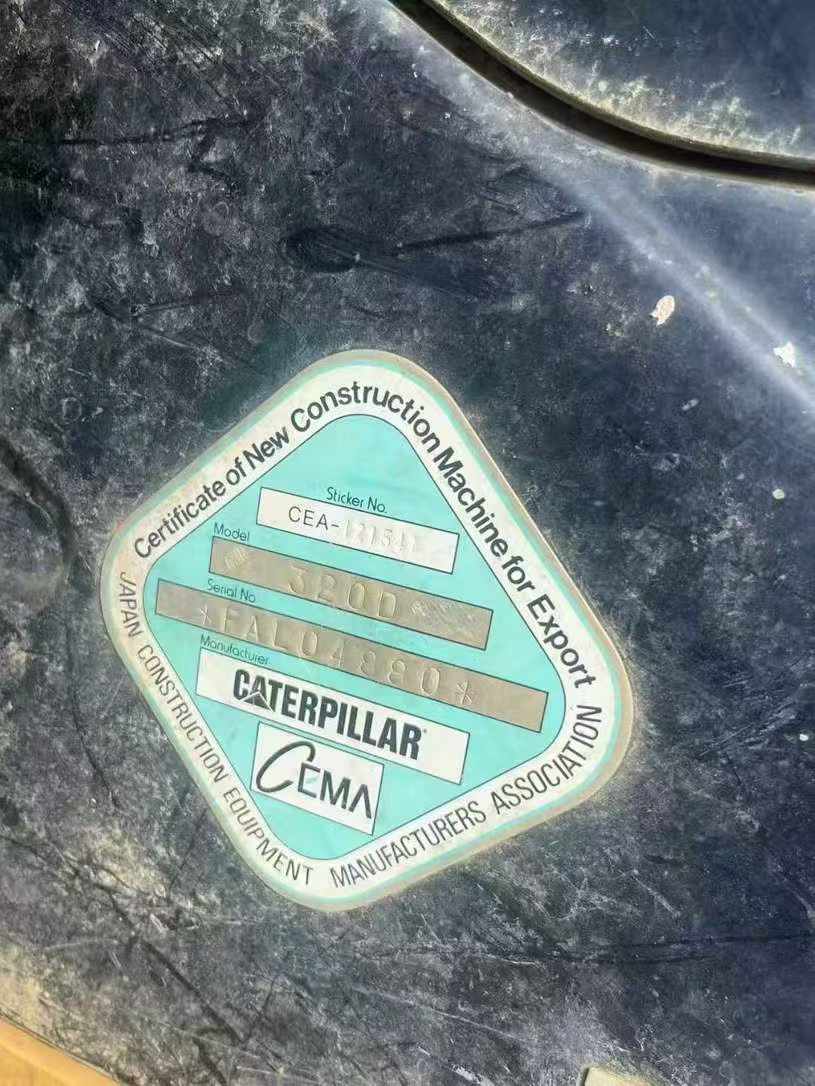 Certificate of New Construction Machine for Export
Sticker No.
CEA-
Model
320D
Serial No
*FAL04880*
Manufacturer
CATERPILLAR
CEMA
JAPAN CONSTRUCTION EQUIPMENT MANUFACTURERS ASSOCIATION